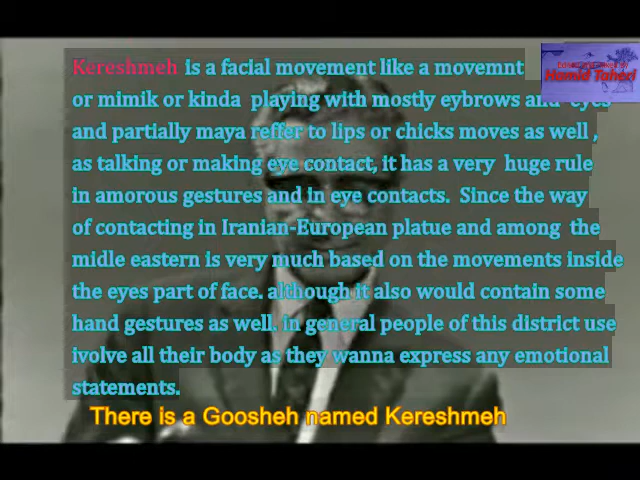 Kereshmeh is a facial movement like a movemnt
or mimik or kinda playing with mostly eybrows and eyes
and partially maya reffer to lips or chicks moves as well ,
as talking or making eye contact, it has a very huge rule
in amorous gestures and in eye contacts. Since the way
of contacting in Iranian-European platue and among the
midle eastern is very much based on the movements inside
the eyes part of face. although it also would contain some
hand gestures as well. in general people of this district use
ivolve all their body as they wanna express any emotional
statements.
There is a Goosheh named Kereshmeh
Hamid Taheri